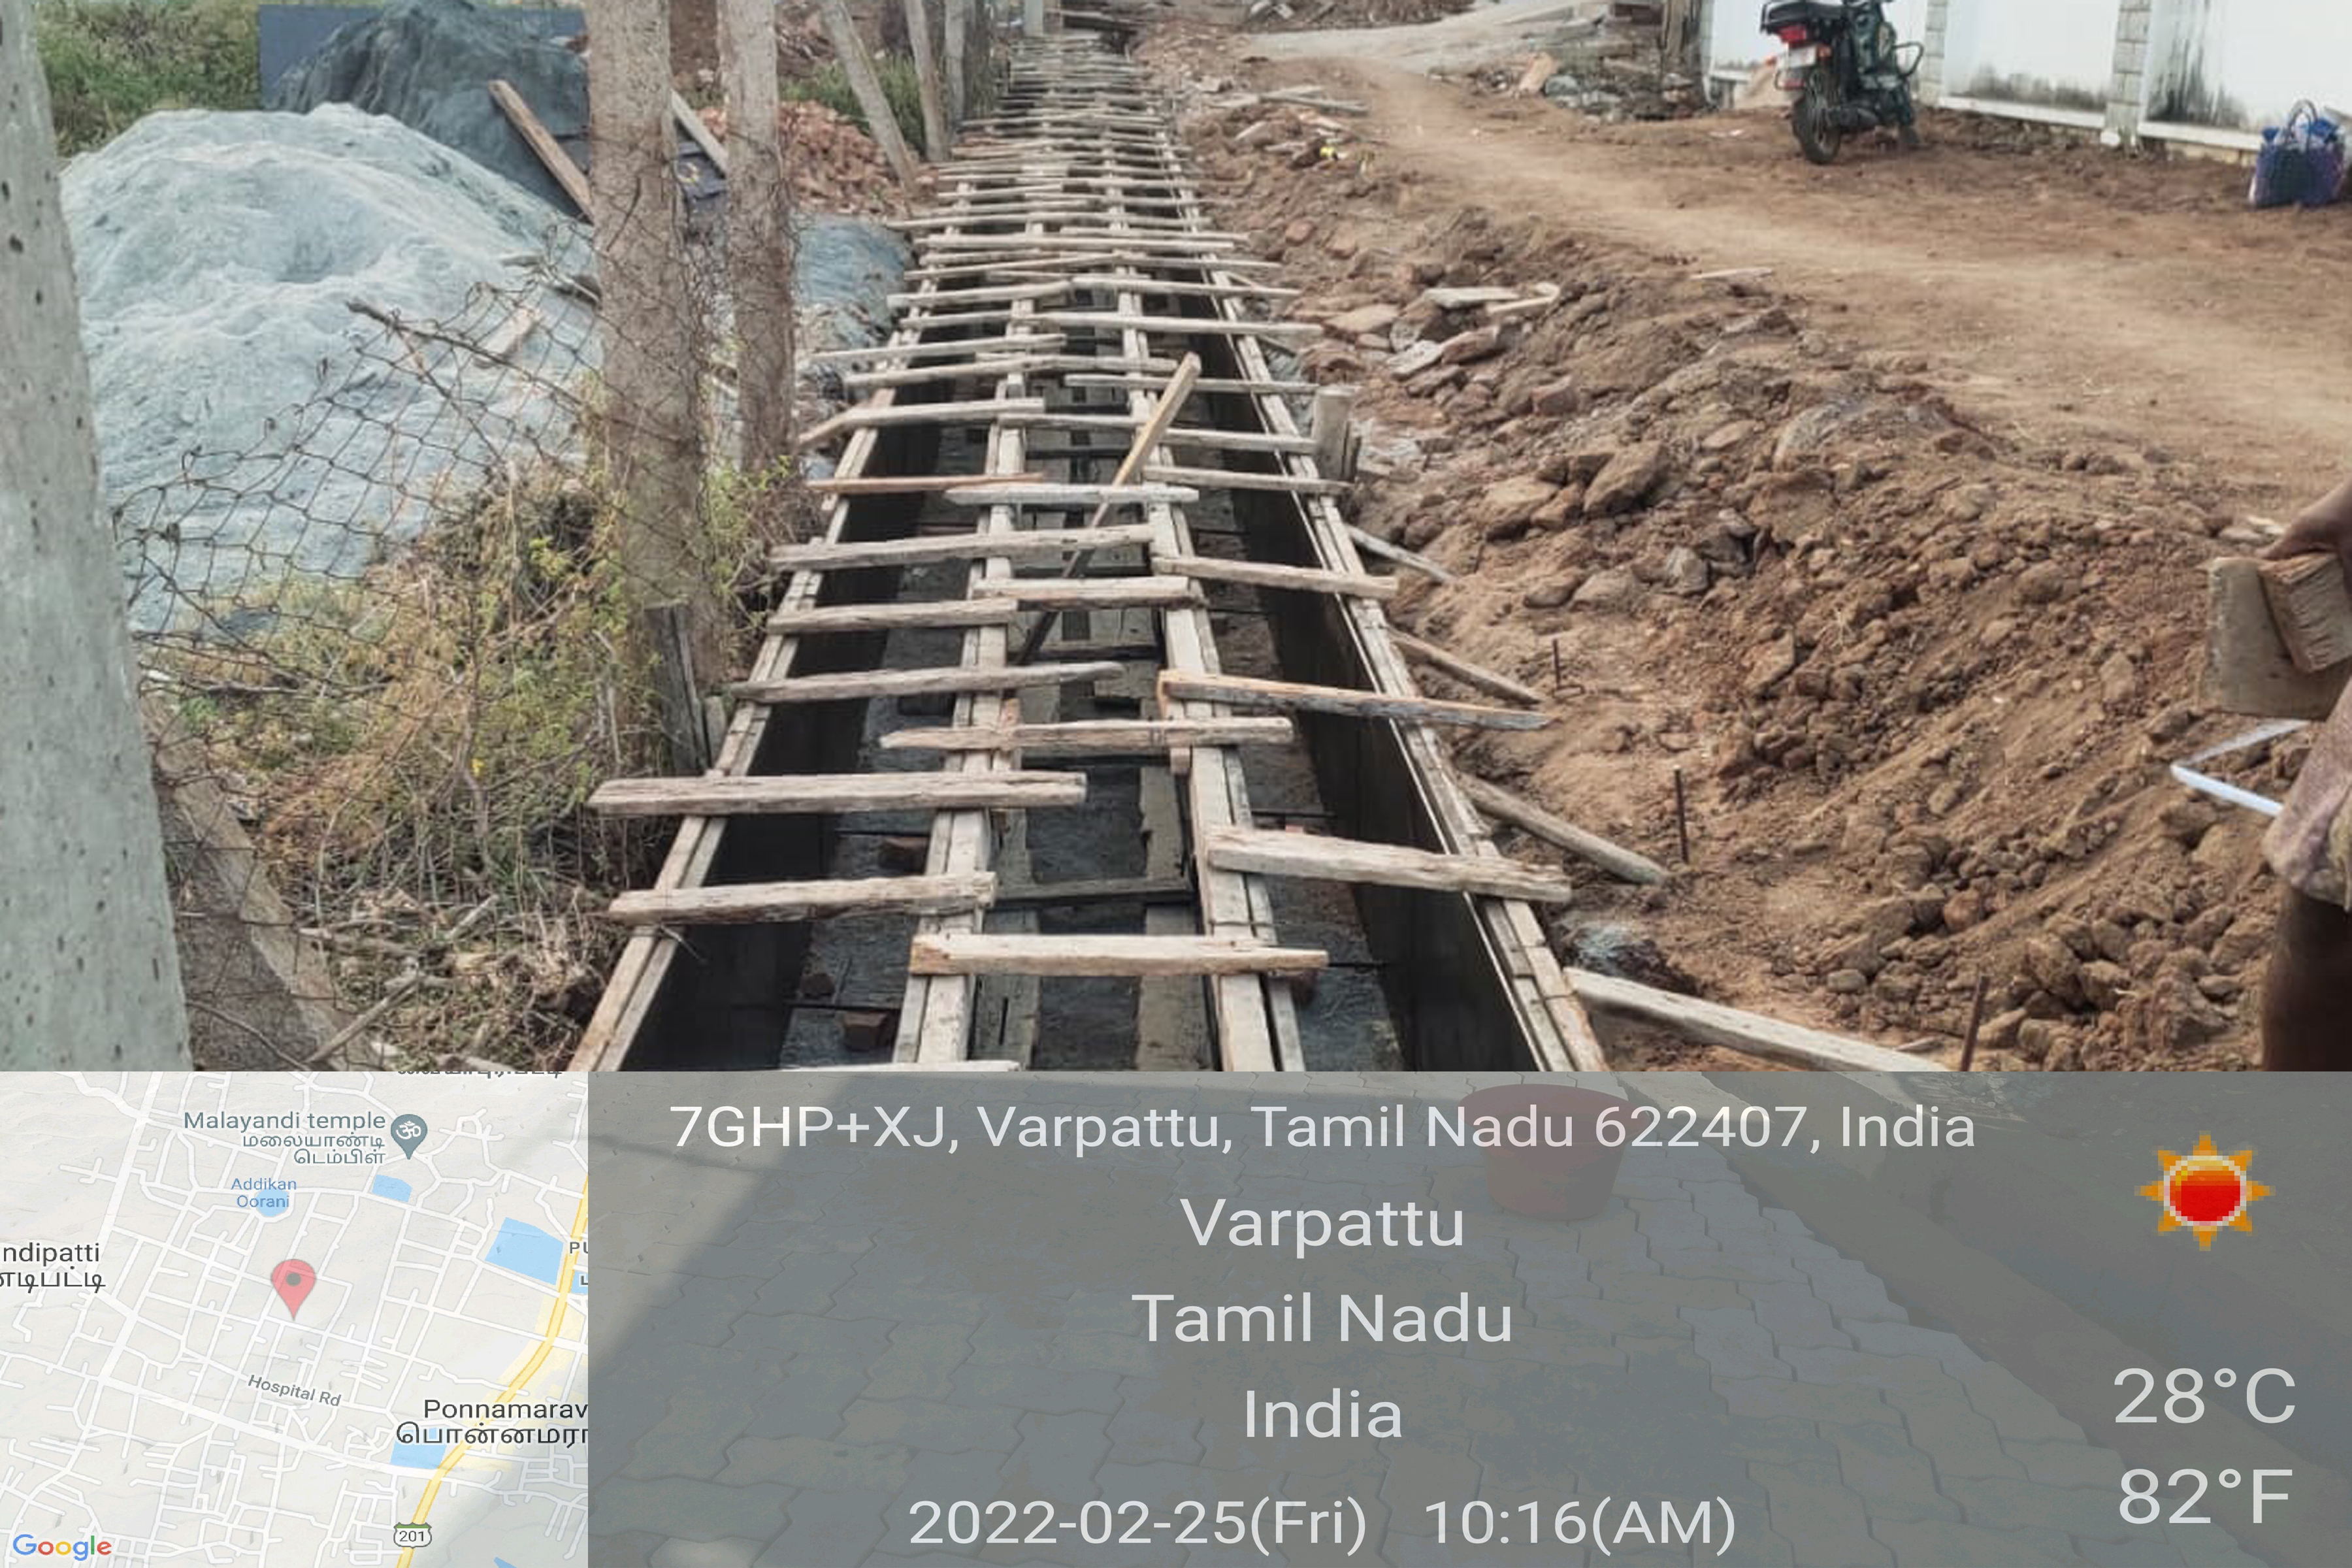 Malayandi temple
மலையாண்டி
டெம்பிள்
Addikan
Oorani
ndipatti
Hospital Rd
Ponnamarav
பொன்னமரா
201
Google
7GHP+XJ, Varpattu, Tamil Nadu 622407, India
Varpattu
Tamil Nadu
India
2022-02-25(Fri) 10:16(AM)
28°C
82°F